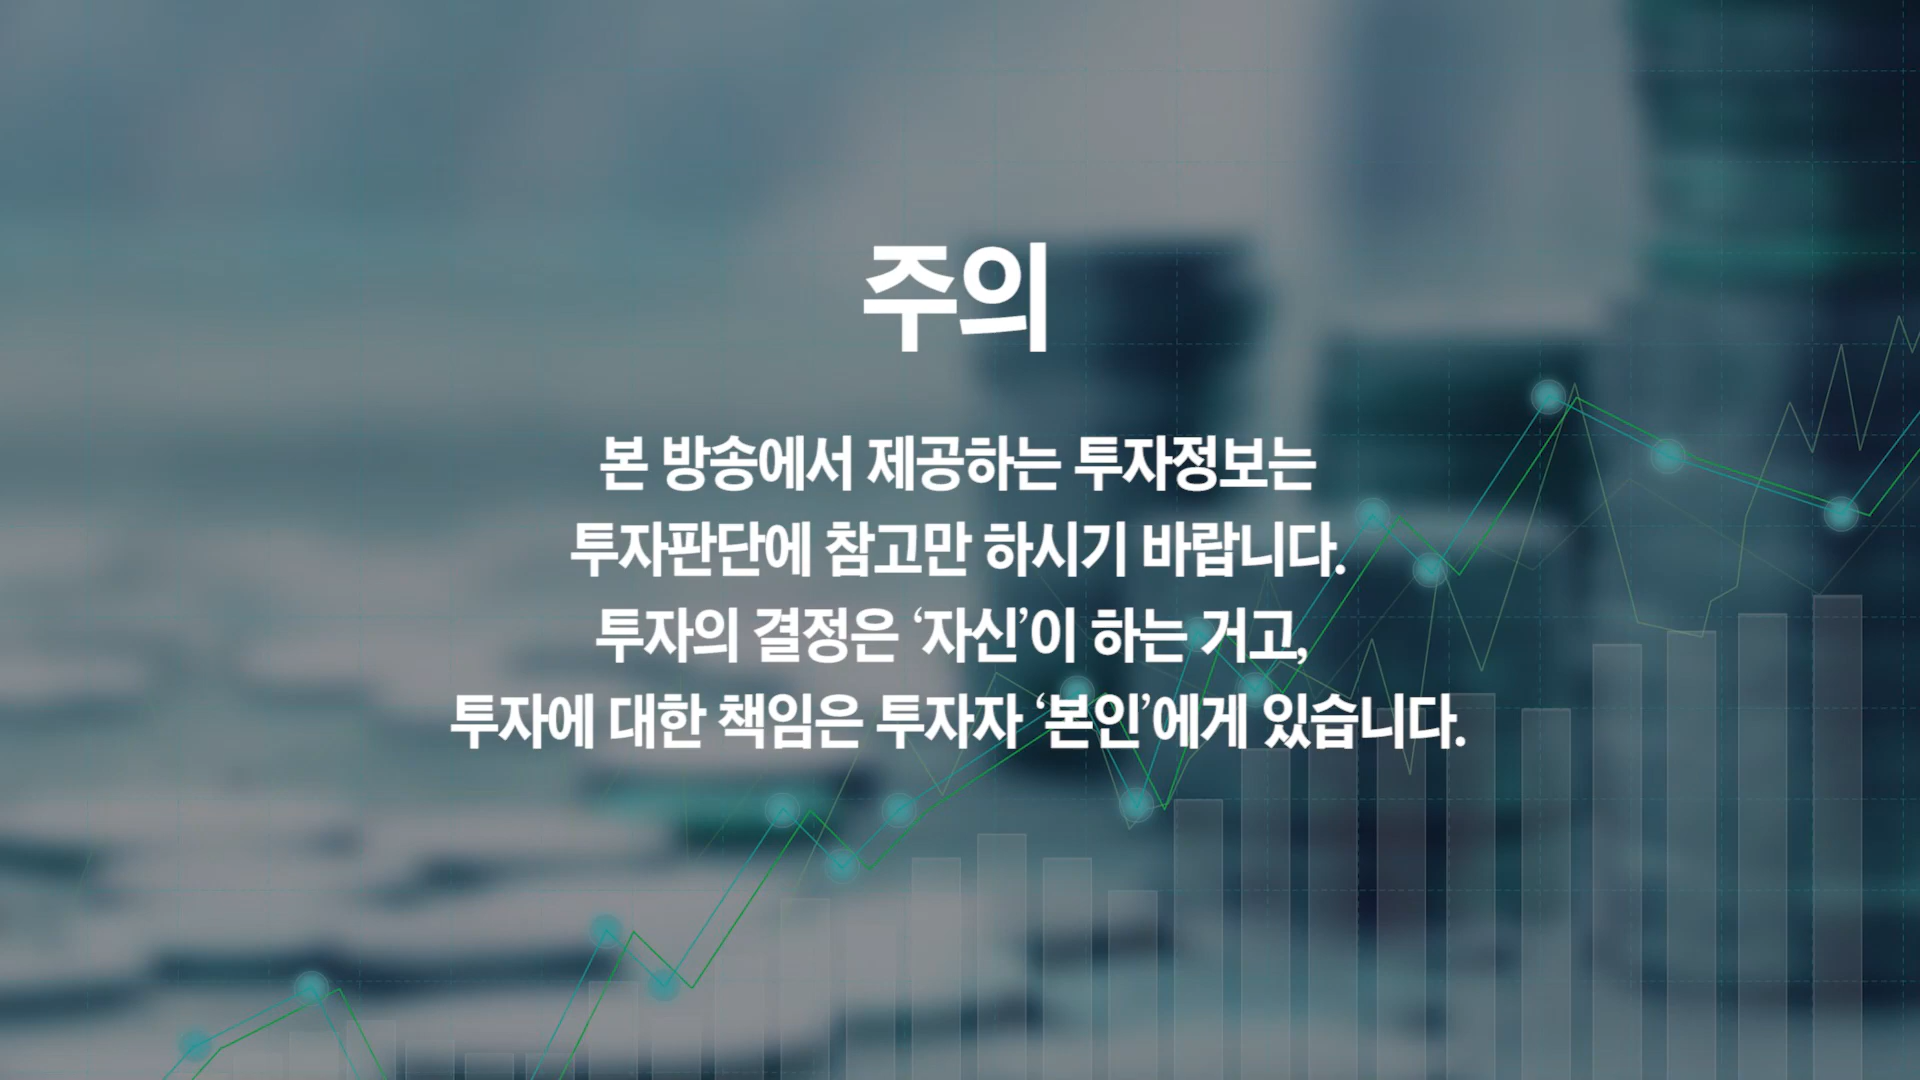 주의
본 방송에서 제공하는 투자정보는
투자판단에 참고만 하시기 바랍니다.
투자의 결정은 ‘자신’이 하는 거고,
투자에 대한 책임은 투자자 ‘본인’에게 있습니다.